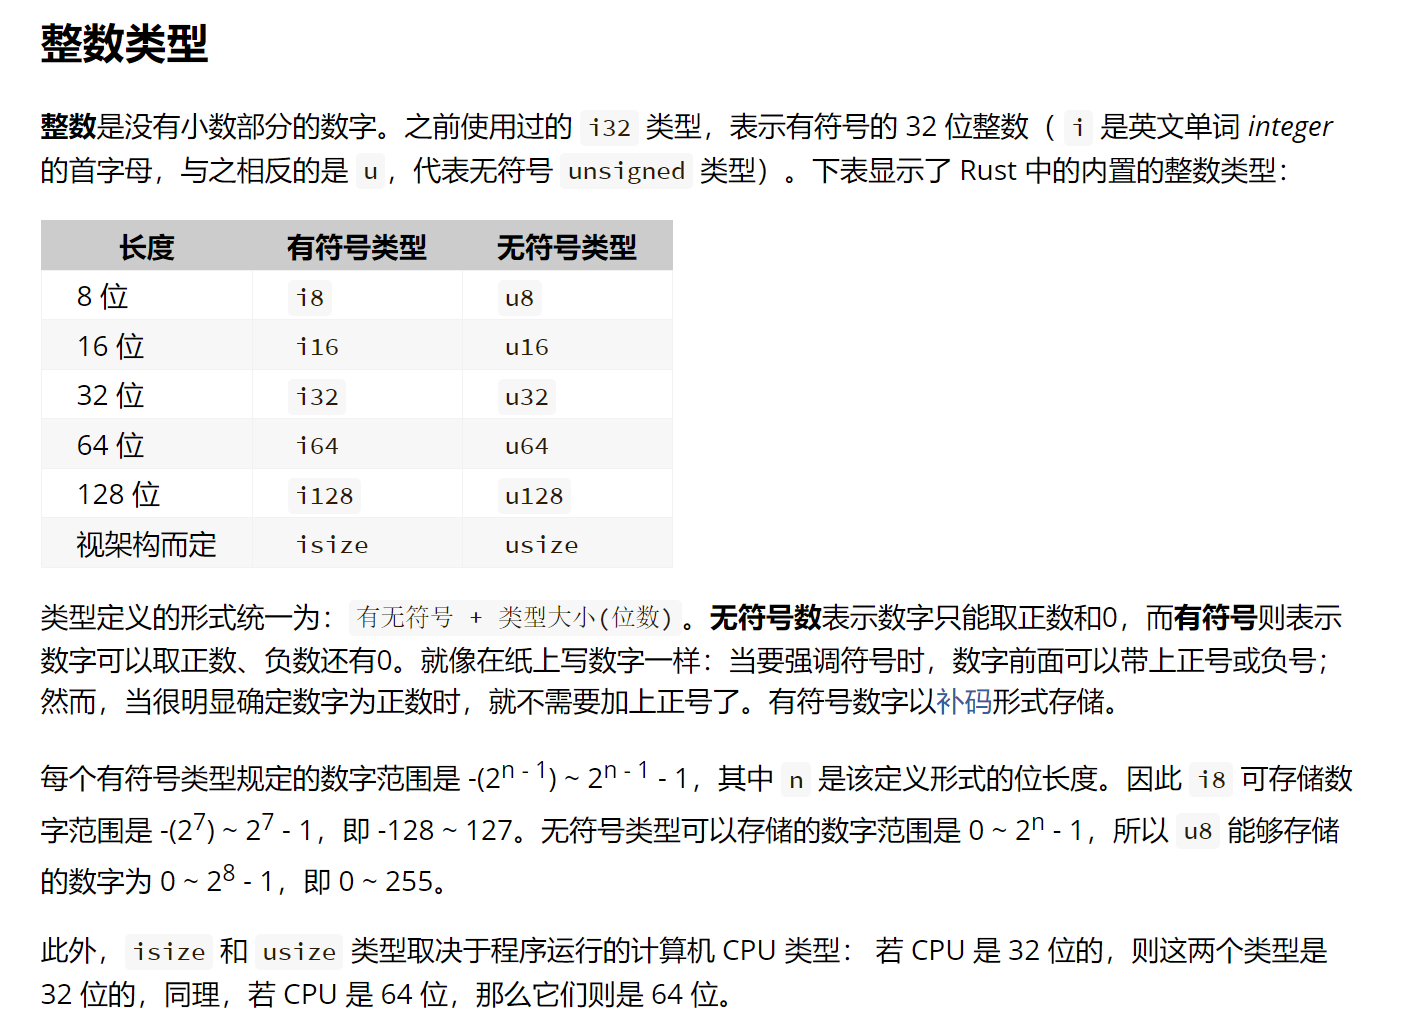 整数类型
整数是没有小数部分的数字。之前使用过的 i32 类型，表示有符号的 32 位整数（ i 是英文单词 integer
的首字母，与之相反的是 u，代表无符号 unsigned 类型）。下表显示了 Rust 中的内置的整数类型：
长度 有符号类型 无符号类型
8 位 i8 u8
16 位 i16 u16
32 位 i32 u32
64 位 i64 u64
128 位 i128 u128
视架构而定 isize usize
类型定义的形式统一为：有无符号 + 类型大小(位数)。无符号数表示数字只能取正数和0，而有符号则表示
数字可以取正数、负数还有0。就像在纸上写数字一样：当要强调符号时，数字前面可以带上正号或负号；
然而，当很明显确定数字为正数时，就不需要加上正号了。有符号数字以补码形式存储。
每个有符号类型规定的数字范围是 -(2ⁿ ⁻ ¹) ~ 2ⁿ ⁻ ¹ - 1，其中 n 是该定义形式的位长度。因此 i8 可存储数
字范围是 -(2⁷) ~ 2⁷ - 1，即 -128 ~ 127。无符号类型可以存储的数字范围是 0 ~ 2ⁿ - 1，所以 u8 能够存储
的数字为 0 ~ 2⁸ - 1，即 0 ~ 255。
此外，isize 和 usize 类型取决于程序运行的计算机 CPU 类型： 若 CPU 是 32 位的，则这两个类型是
32 位的，同理，若 CPU 是 64 位，那么它们则是 64 位。